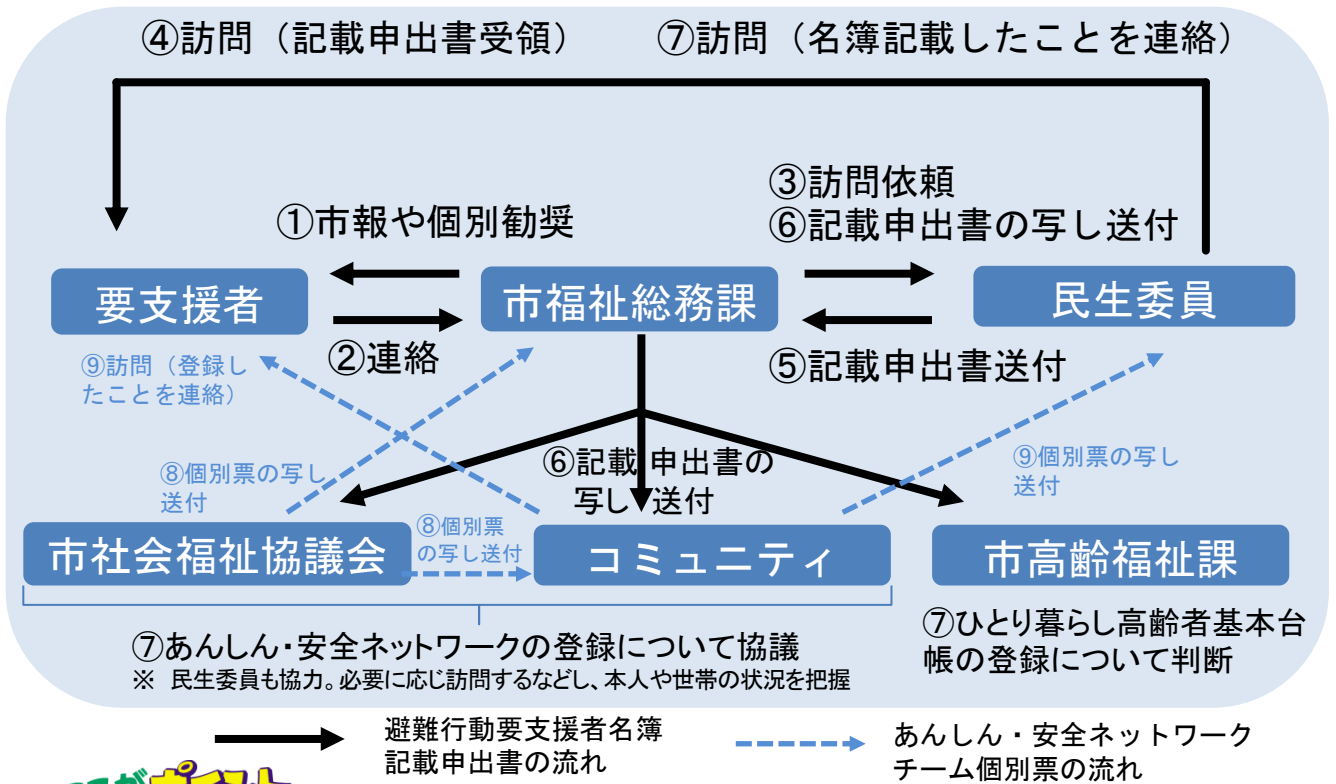 ④訪問（記載申出書受領）
⑦訪問（名簿記載したことを連絡）
③訪問依頼
①市報や個別勧奨
⑥記載申出書の写し送付
要支援者
市福祉総務課
民生委員
②連絡
⑤記載申出書送付
⑨訪問（登録し
たことを連絡）
⑧個別票の写し
送付
⑥記載申出書の
写し送付
⑨個別票の写し
送付
⑧個別票
の写し送付
市社会福祉協議会
コミュニティ
市高齢福祉課
⑦あんしん・安全ネットワークの登録について協議
※ 民生委員も協力。必要に応じ訪問するなどし、本人や世帯の状況を把握
⑦ひとり暮らし高齢者基本台
帳の登録について判断
避難行動要支援者名簿
記載申出書の流れ
あんしん・安全ネットワーク
チーム個別票の流れ